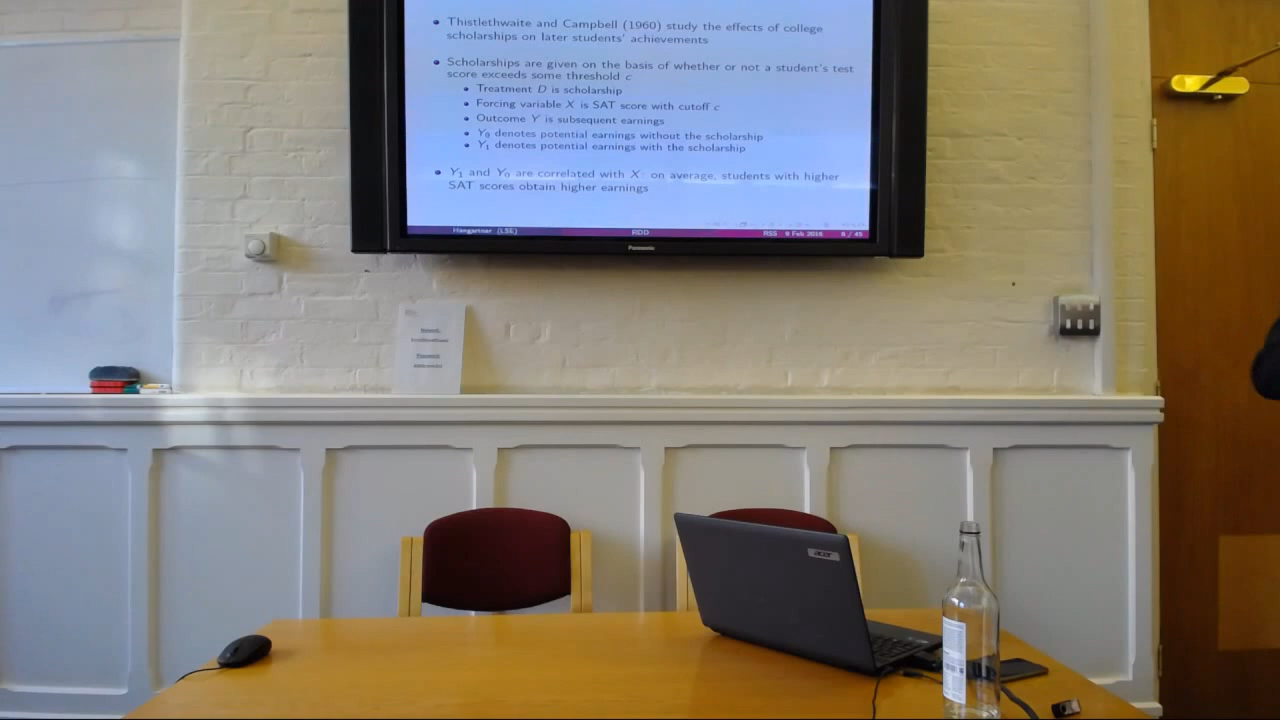 Thistlethwaite and Campbell (1960) study the effects of college
scholarships on later students' achievements
Scholarships are given on the basis of whether or not a student's test
score exceeds some threshold c
Treatment D is scholarship
Forcing variable X is SAT score with cutoff c
Outcome Y is subsequent earnings
Y₀ denotes potential earnings without the scholarship
Y₁ denotes potential earnings with the scholarship
Y₁ and Y₀ are correlated with X: on average, students with higher
SAT scores obtain higher earnings
Hangartner (LSE) RDD RSS 9 Feb 2016 / 45
Panasonic
acer